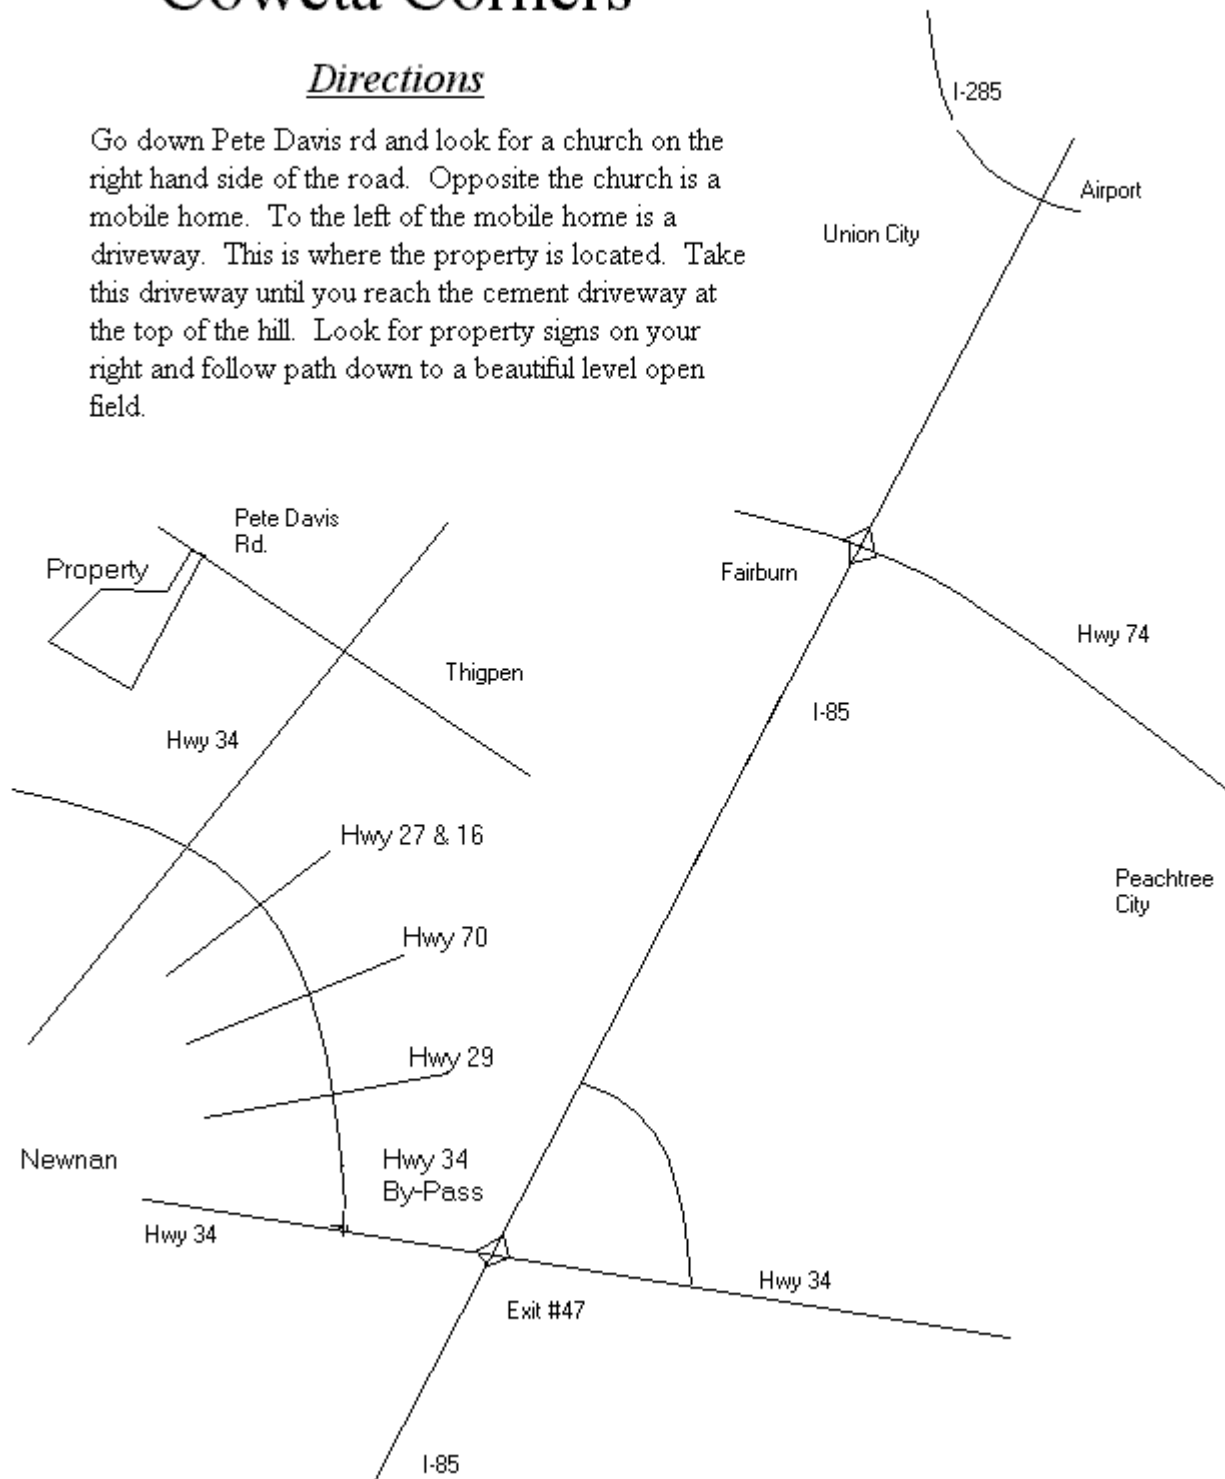 Coweta Corners
Directions
Go down Pete Davis rd and look for a church on the
right hand side of the road. Opposite the church is a
mobile home. To the left of the mobile home is a
driveway. This is where the property is located. Take
this driveway until you reach the cement driveway at
the top of the hill. Look for property signs on your
right and follow path down to a beautiful level open
field.
I-285
Airport
Union City
Pete Davis
Rd.
Property
Fairburn
Hwy 74
Thigpen
I-85
Hwy 34
Hwy 27 & 16
Peachtree
City
Hwy 70
Hwy 29
Newnan
Hwy 34
By-Pass
Hwy 34
Hwy 34
Exit #47
I-85